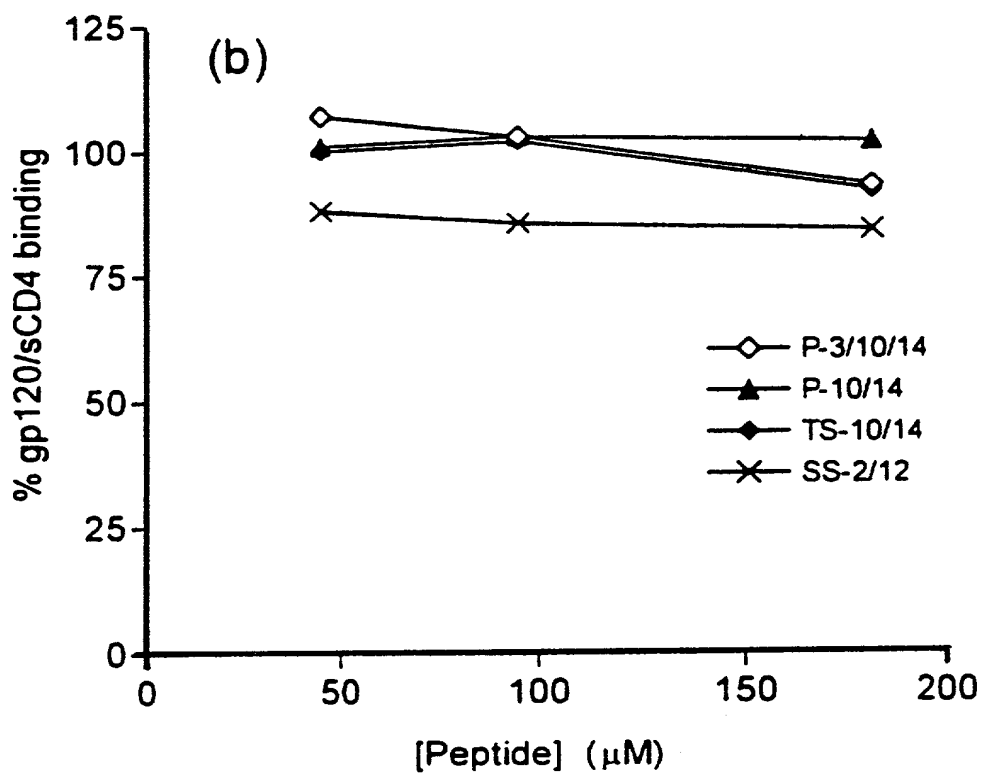 (b)
% gp120/sCD4 binding
125
100
75
50
25
0
P-3/10/14
P-10/14
TS-10/14
SS-2/12
0 50 100 150 200
[Peptide] (μM)